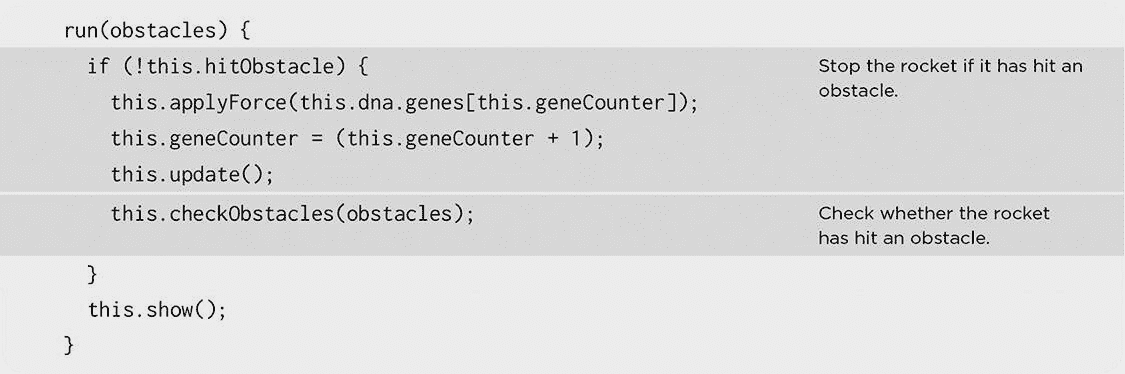 run(obstacles) {
if (!this.hitObstacle) {
Stop the rocket if it has hit an
obstacle.
this.applyForce(this.dna.genes[this.geneCounter]);
this.geneCounter = (this.geneCounter + 1);
this.update();
this.checkObstacles(obstacles);
Check whether the rocket
has hit an obstacle.
}
this.show();
}